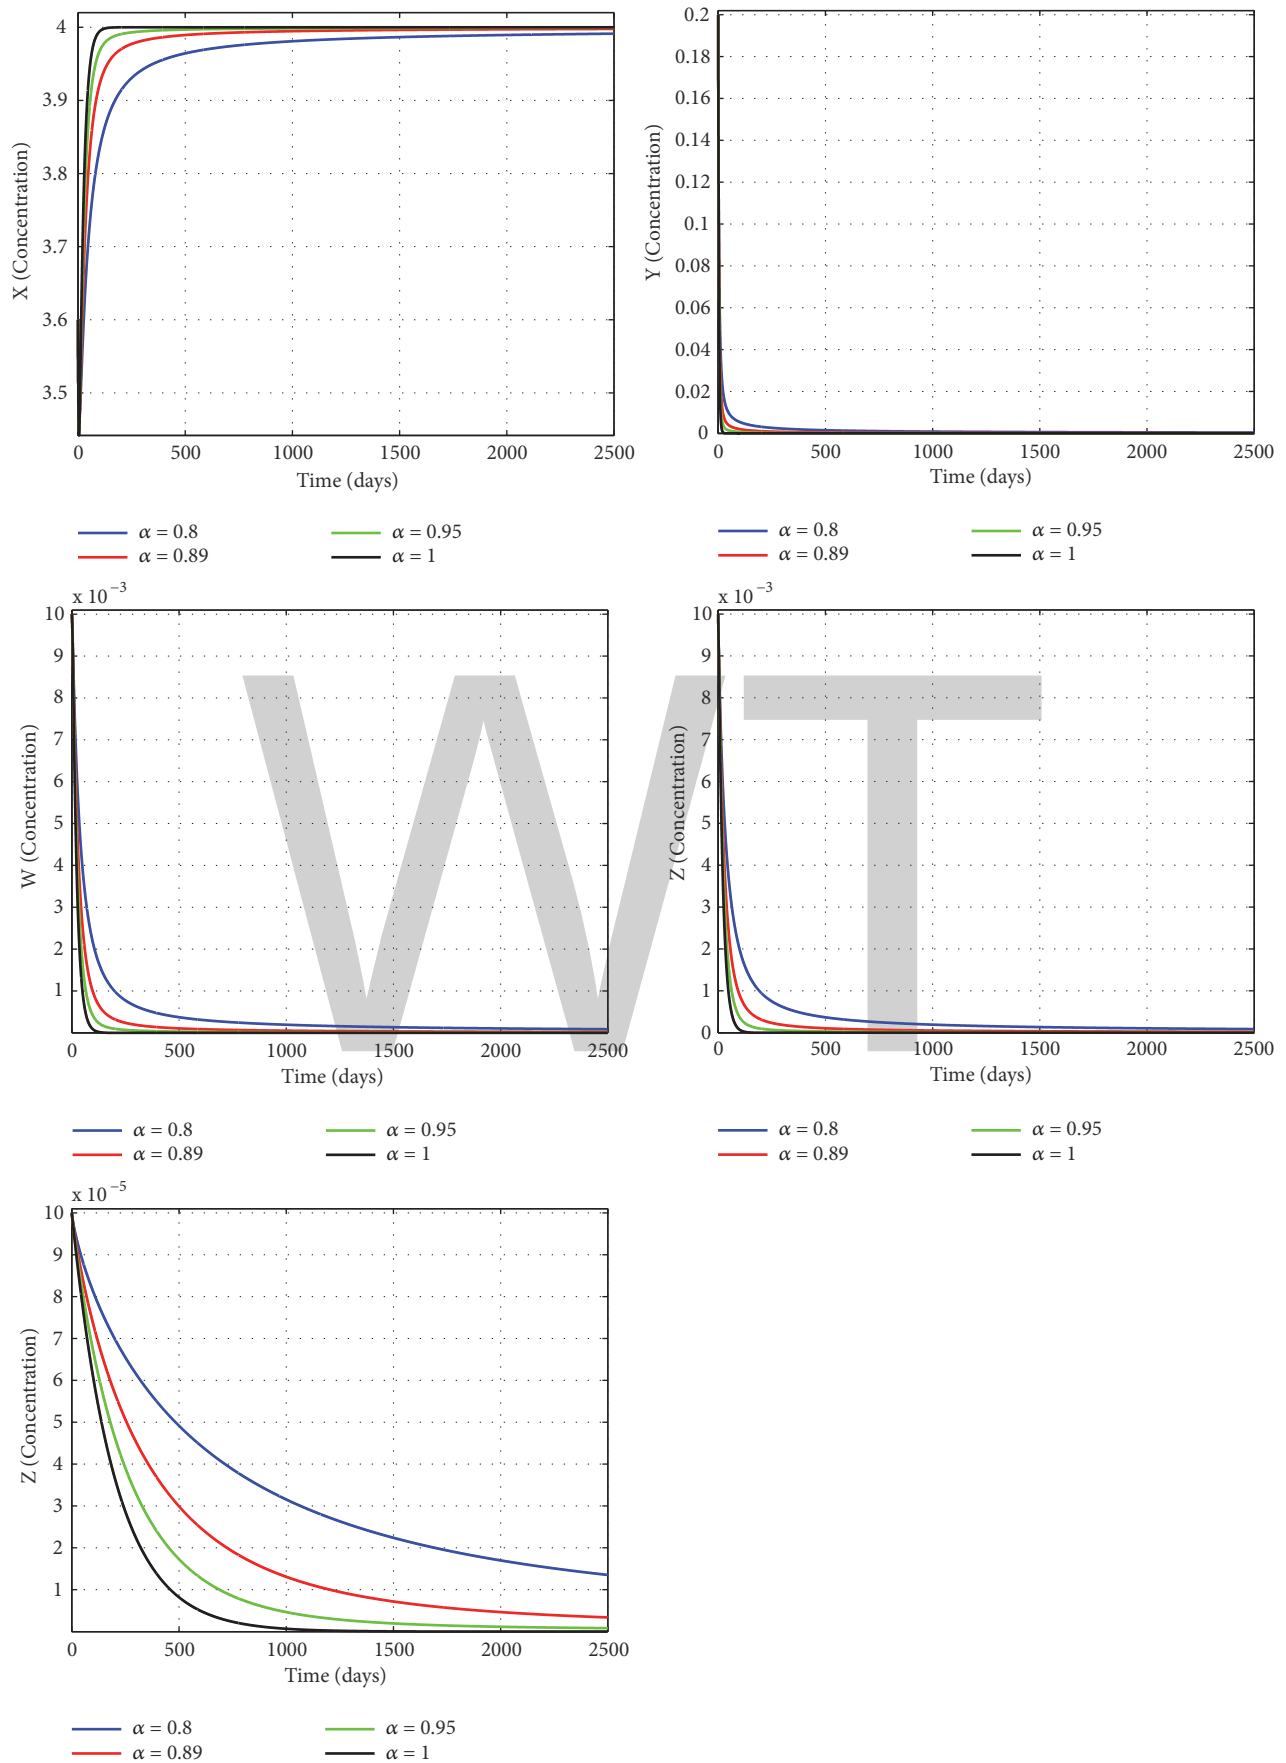 4
3.9
3.8
3.7
3.6
3.5
X (Concentration)
0 500 1000 1500 2000 2500
Time (days)
α = 0.8
α = 0.89
α = 0.95
α = 1
0.2
0.18
0.16
0.14
0.12
0.1
0.08
0.06
0.04
0.02
0
Y (Concentration)
0 500 1000 1500 2000 2500
Time (days)
α = 0.8
α = 0.89
α = 0.95
α = 1
x 10 −3
10
9
8
7
6
5
4
3
2
1
W (Concentration)
0 500 1000 1500 2000 2500
Time (days)
α = 0.8
α = 0.89
α = 0.95
α = 1
x 10 −3
10
9
8
7
6
5
4
3
2
1
0
Z (Concentration)
0 500 1000 1500 2000 2500
Time (days)
α = 0.8
α = 0.89
α = 0.95
α = 1
WT
x 10 −5
10
9
8
7
6
5
4
3
2
1
Z (Concentration)
0 500 1000 1500 2000 2500
Time (days)
α = 0.8
α = 0.89
α = 0.95
α = 1